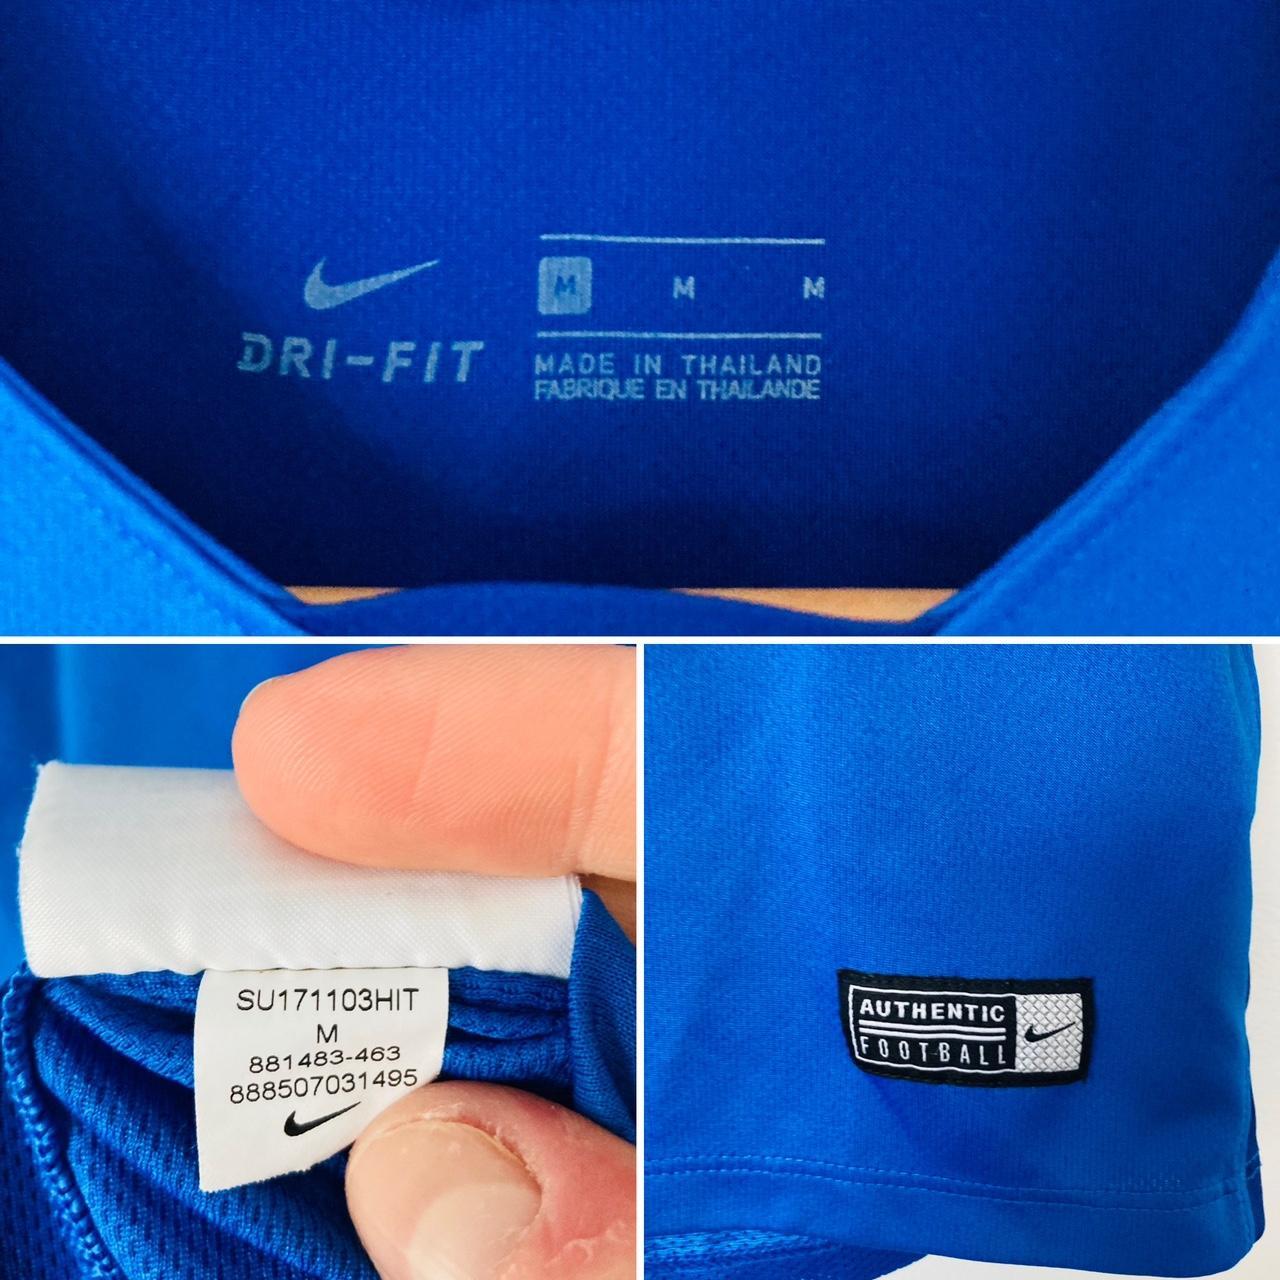 DRI-FIT
M M M
MADE IN THAILAND
FABRIQUE EN THAILANDE
SU171103HIT
M
881483-463
888507031495
AUTHENTIC
FOOTBALL